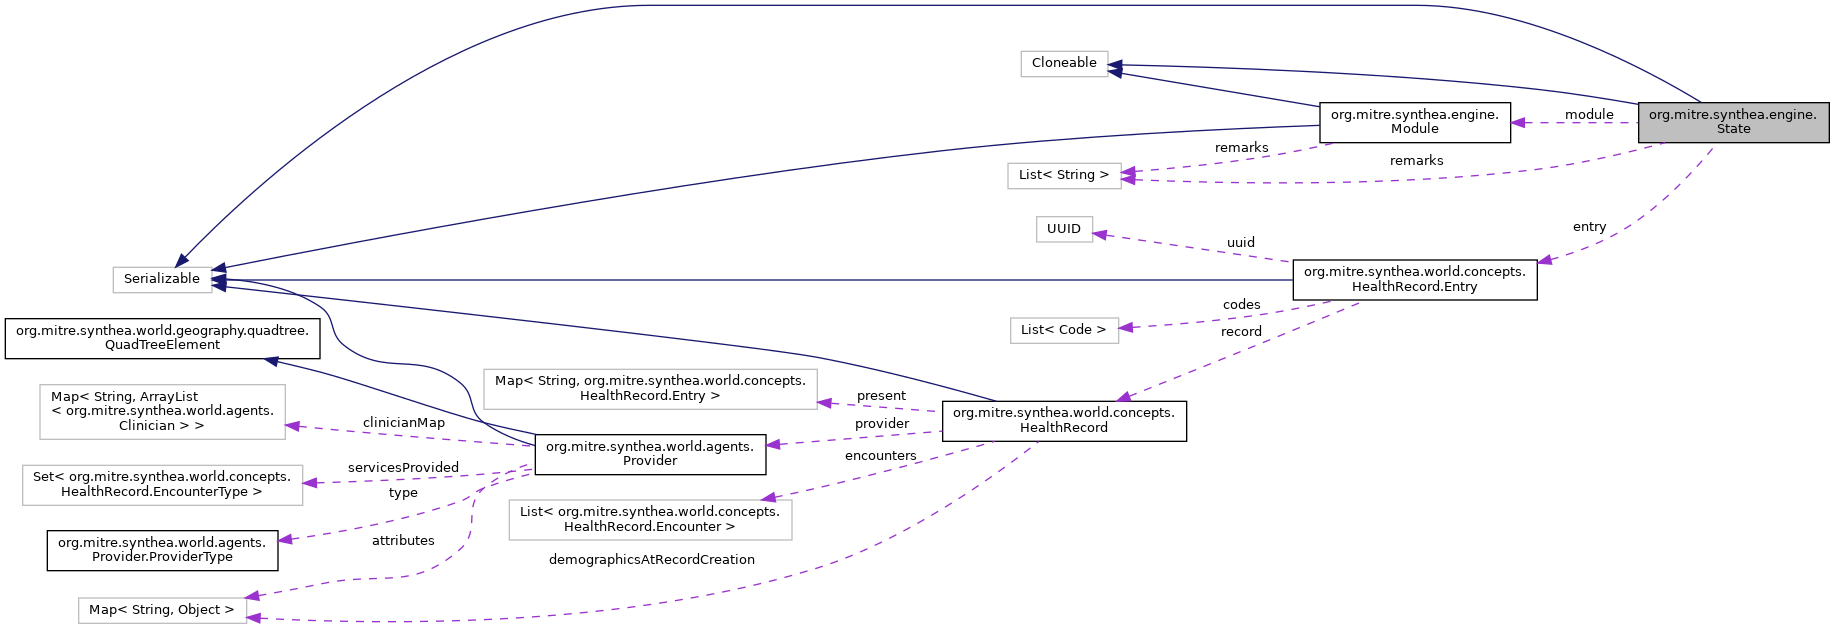 Cloneable
org.mitre.synthea.engine.
Module
module
org.mitre.synthea.engine.
State
remarks
remarks
List< String >
UUID
uuid
entry
Serializable
org.mitre.synthea.world.concepts.
HealthRecord.Entry
codes
List< Code >
record
org.mitre.synthea.world.geography.quadtree.
QuadTreeElement
Map< String, org.mitre.synthea.world.concepts.
HealthRecord.Entry >
present
org.mitre.synthea.world.concepts.
HealthRecord
Map< String, ArrayList
< org.mitre.synthea.world.agents.
Clinician > >
clinicianMap
provider
org.mitre.synthea.world.agents.
Provider
encounters
Set< org.mitre.synthea.world.concepts.
HealthRecord.EncounterType >
servicesProvided
type
List< org.mitre.synthea.world.concepts.
HealthRecord.Encounter >
org.mitre.synthea.world.agents.
Provider.ProviderType
attributes
demographicsAtRecordCreation
Map< String, Object >